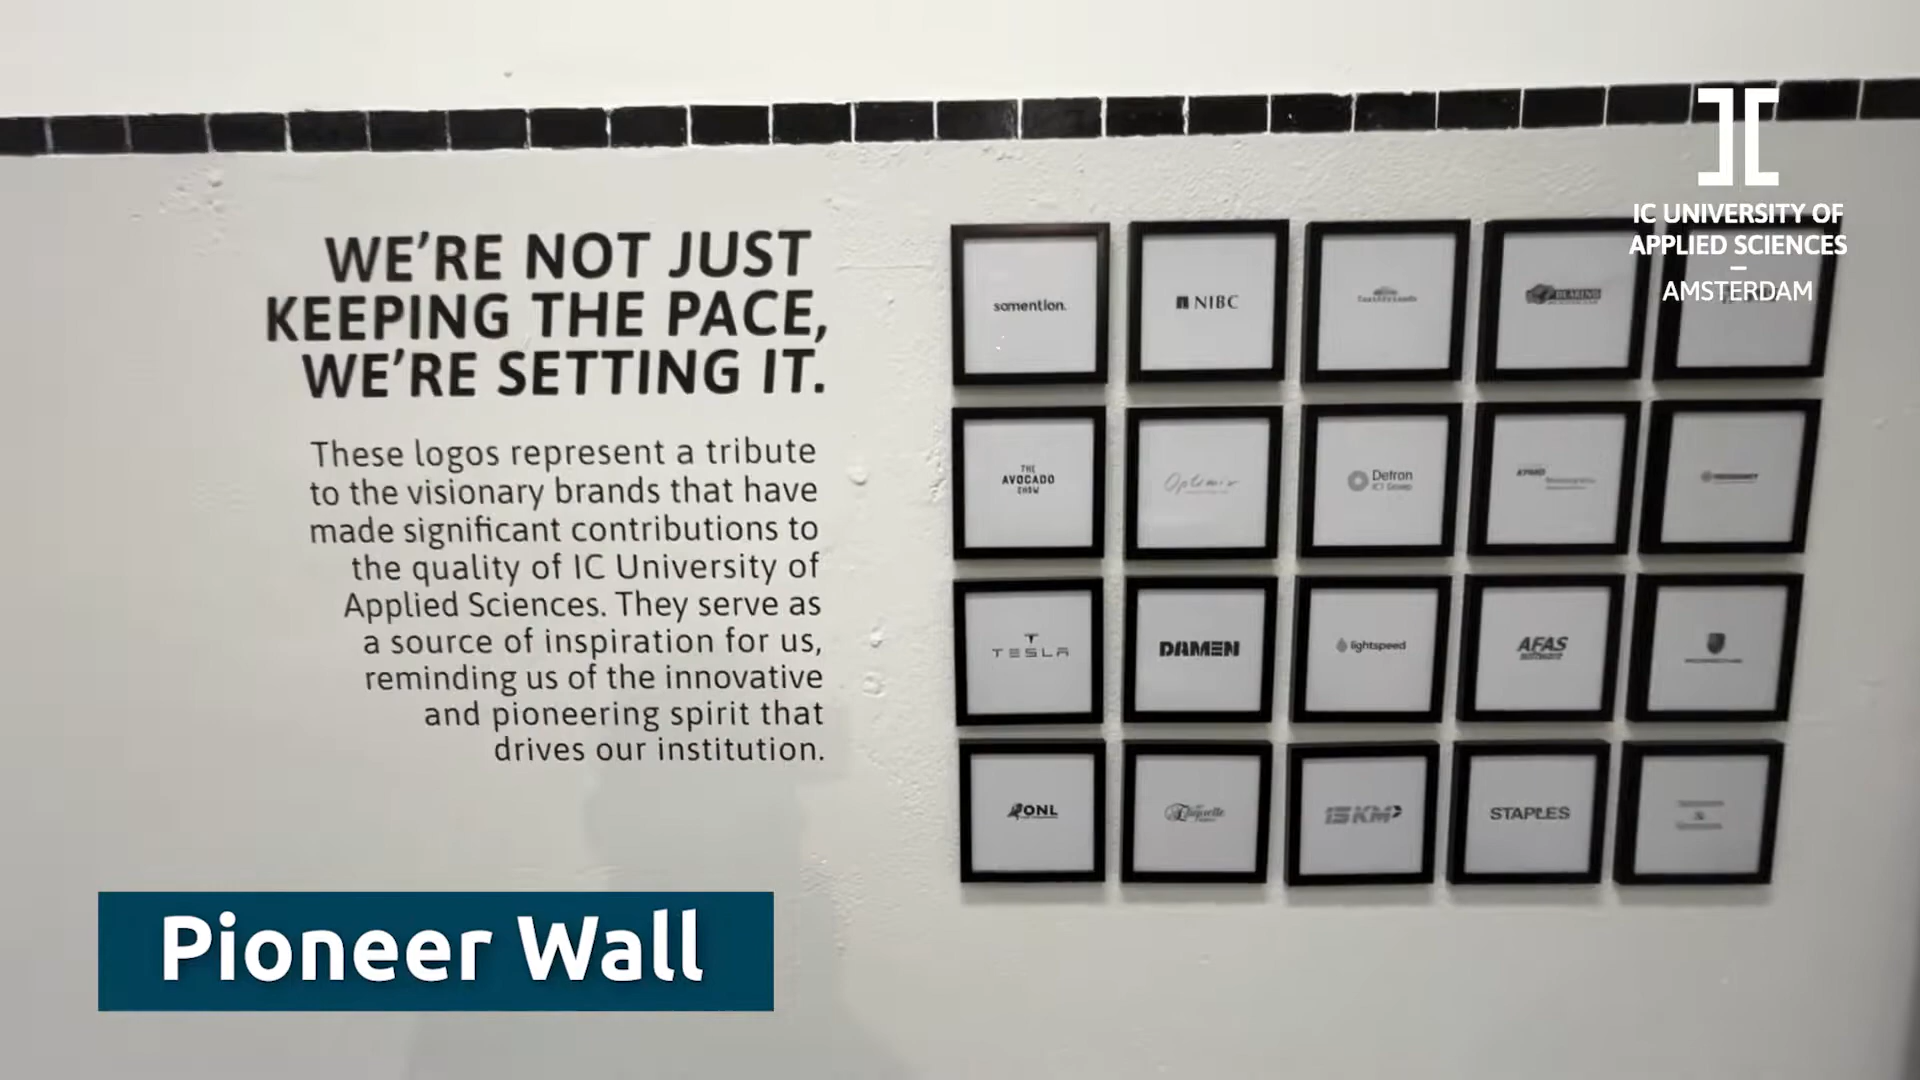 IC UNIVERSITY OF
APPLIED SCIENCES
AMSTERDAM
WE'RE NOT JUST
KEEPING THE PACE,
WE'RE SETTING IT.
These logos represent a tribute
to the visionary brands that have
made significant contributions to
the quality of IC University of
Applied Sciences. They serve as
a source of inspiration for us,
reminding us of the innovative
and pioneering spirit that
drives our institution.
somention.
NIBC
THE
AVOCADO
SHOW
Optimix
Detron
ICT Groep
TESLA
DAMEN
lightspeed
AFAS
software
ONL
STAPLES
Pioneer Wall